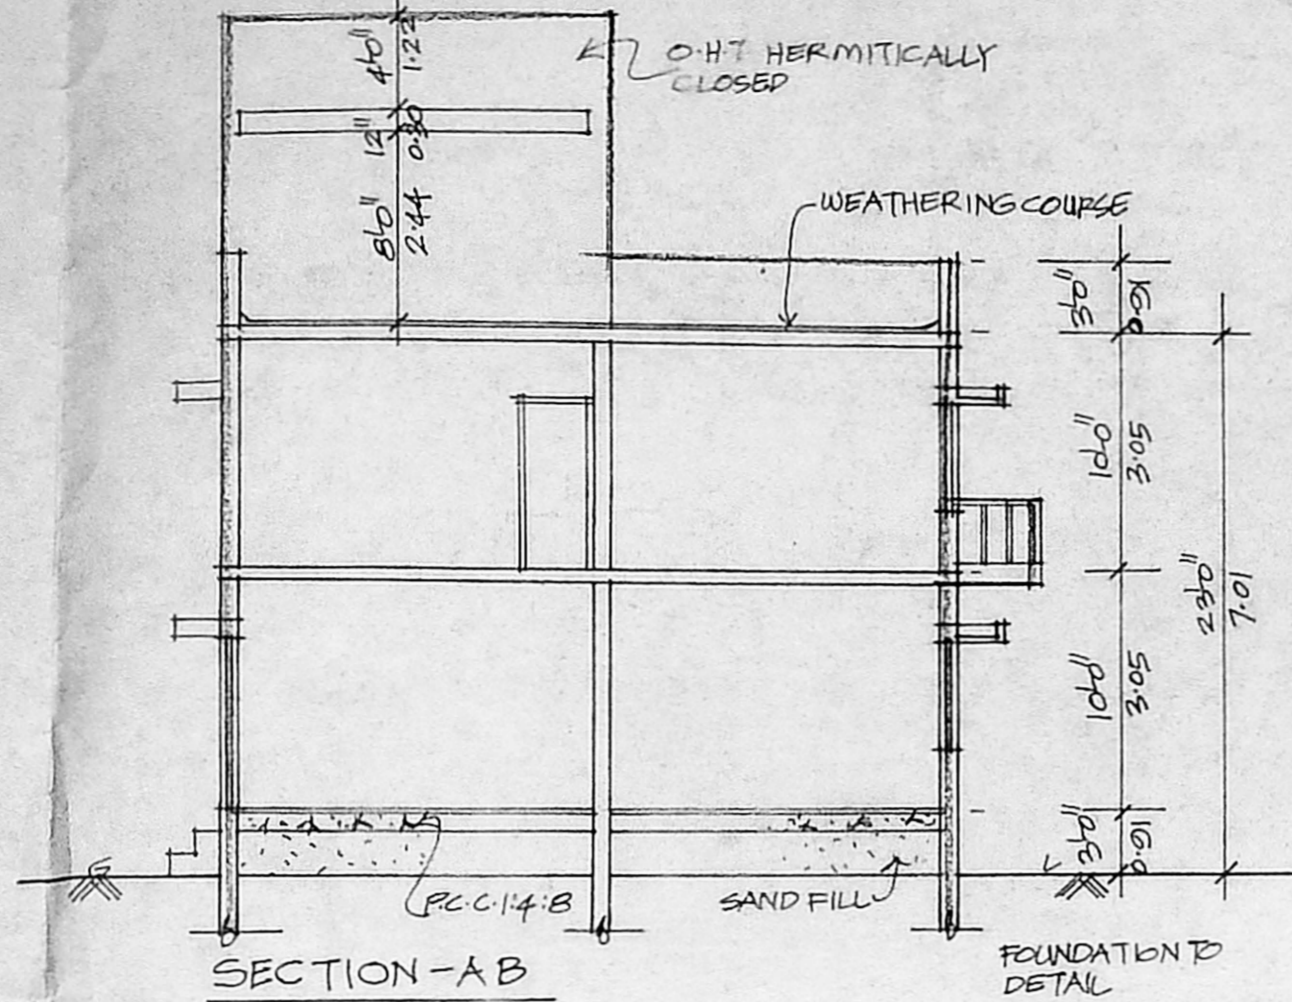 4'0"
1.22
O.H.T HERMITICALLY
CLOSED
12"
0.30
8'0"
2.44
WEATHERING COURSE
3'0"
0.91
10'0"
3.05
23'0"
7.01
10'0"
3.05
3'0"
0.91
P.C.C.1:4:8
SAND FILL
SECTION-AB
FOUNDATION TO
DETAIL